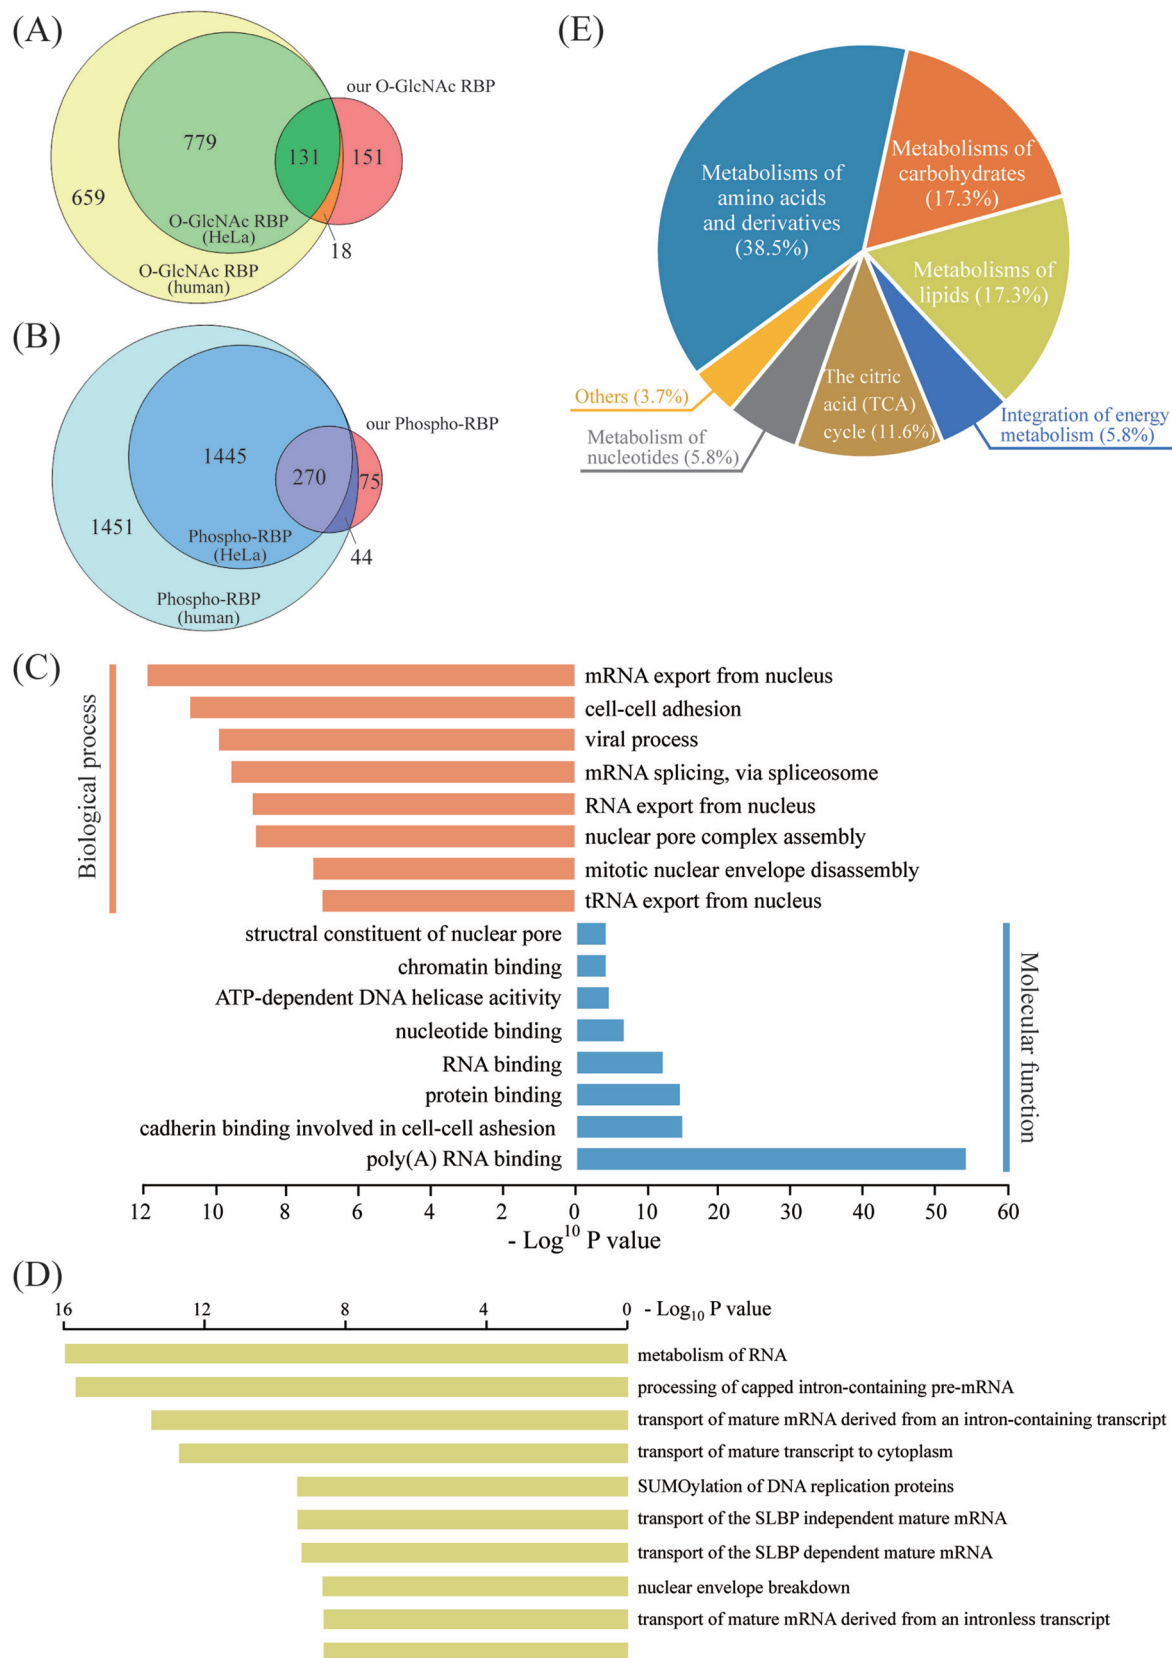 (A)
our O-GlcNAc RBP
779
131
151
659
O-GlcNAc RBP
(HeLa)
18
O-GlcNAc RBP
(human)
(B)
our Phospho-RBP
1445
270
75
1451
Phospho-RBP
(HeLa)
44
Phospho-RBP
(human)
(E)
Metabolisms of
amino acids
and derivatives
(38.5%)
Metabolisms of
carbohydrates
(17.3%)
Metabolisms of
lipids (17.3%)
The citric
acid (TCA)
cycle (11.6%)
Others (3.7%)
Metabolism of
nucleotides (5.8%)
Integration of energy
metabolism (5.8%)
(C)
Biological process
mRNA export from nucleus
cell-cell adhesion
viral process
mRNA splicing, via spliceosome
RNA export from nucleus
nuclear pore complex assembly
mitotic nuclear envelope disassembly
tRNA export from nucleus
structral constituent of nuclear pore
chromatin binding
ATP-dependent DNA helicase acitivity
nucleotide binding
RNA binding
protein binding
cadherin binding involved in cell-cell ashesion
poly(A) RNA binding
Molecular function
12 10 8 6 4 2 0 10 20 30 40 50 60
- Log¹⁰ P value
(D)
16 12 8 4 0 - Log₁₀ P value
metabolism of RNA
processing of capped intron-containing pre-mRNA
transport of mature mRNA derived from an intron-containing transcript
transport of mature transcript to cytoplasm
SUMOylation of DNA replication proteins
transport of the SLBP independent mature mRNA
transport of the SLBP dependent mature mRNA
nuclear envelope breakdown
transport of mature mRNA derived from an intronless transcript